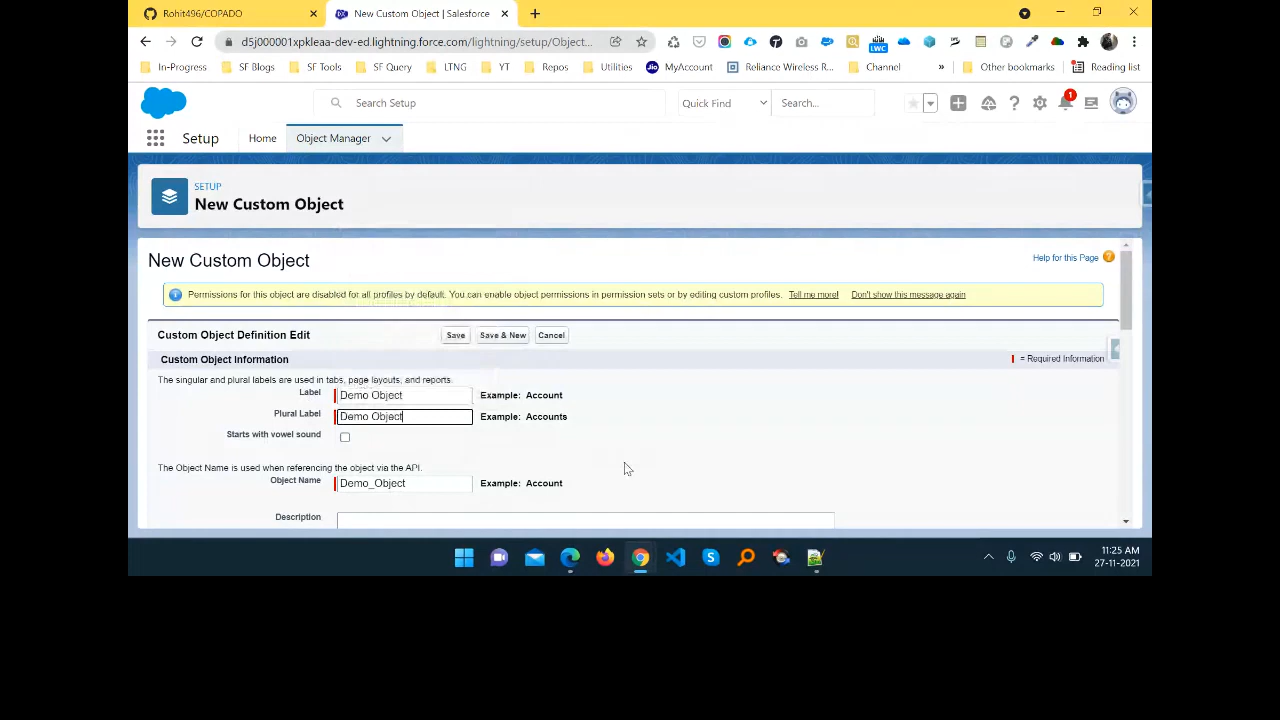 Rohit496/COPADO
New Custom Object | Salesforce
d5j000001xpkleaa-dev-ed.lightning.force.com/lightning/setup/Object...
In-Progress SF Blogs SF Tools SF Query LTNG YT Repos Utilities MyAccount Reliance Wireless R... Channel » Other bookmarks Reading list
LWC
Search Setup Quick Find Search... 1
Setup Home Object Manager
SETUP
New Custom Object
New Custom Object Help for this Page
Permissions for this object are disabled for all profiles by default. You can enable object permissions in permission sets or by editing custom profiles. Tell me more! Don't show this message again
Custom Object Definition Edit Save Save & New Cancel
Custom Object Information = Required Information
The singular and plural labels are used in tabs, page layouts, and reports.
Label Demo Object Example: Account
Plural Label Demo Object Example: Accounts
Starts with vowel sound
The Object Name is used when referencing the object via the API.
Object Name Demo_Object Example: Account
Description
11:25 AM
27-11-2021